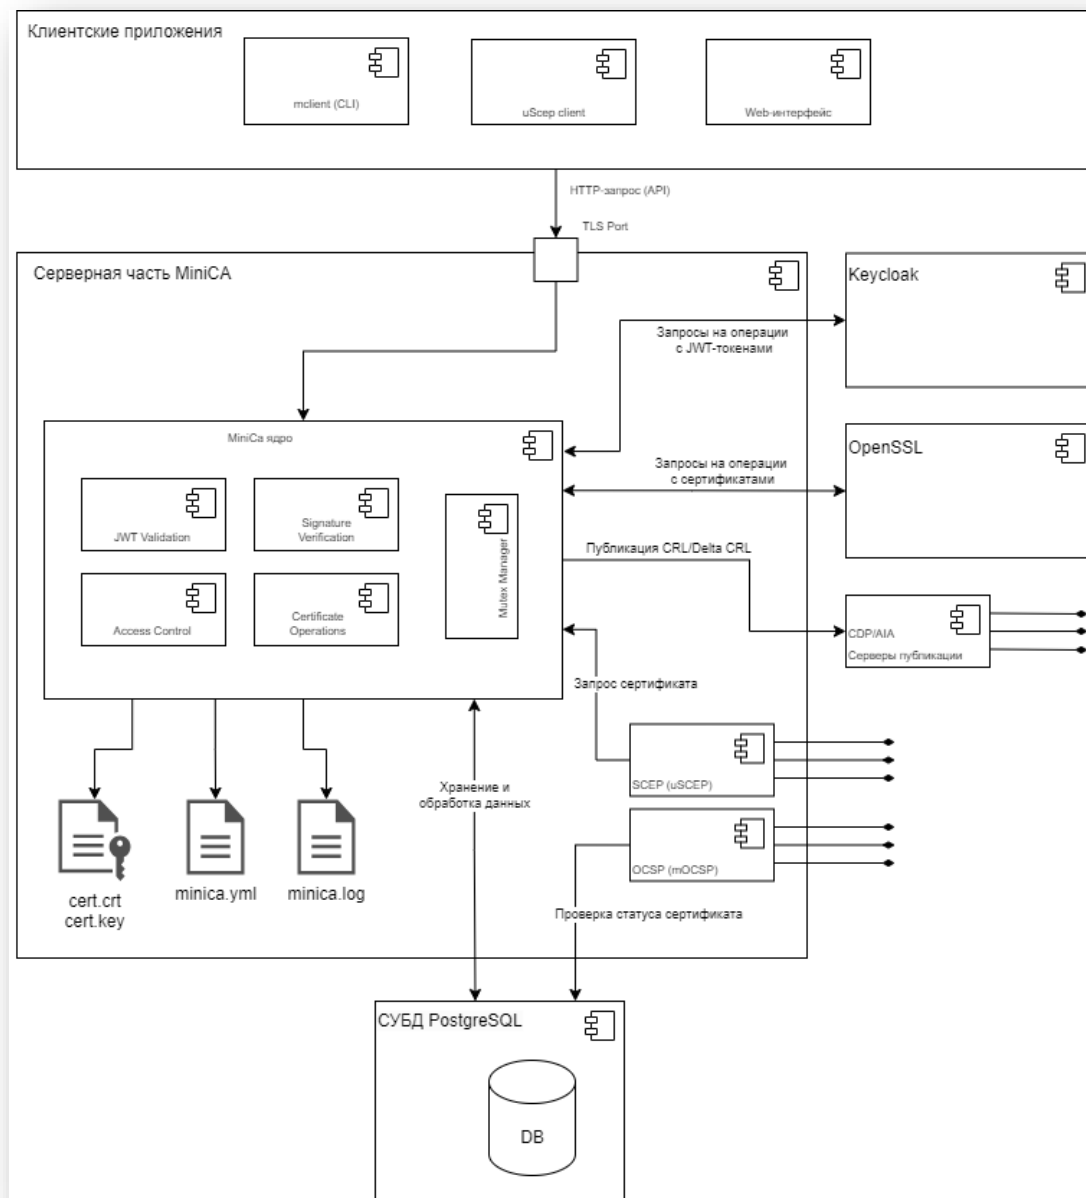 Клиентские приложения
mclient (CLI)
uScep client
Web-интерфейс
HTTP-запрос (API)
TLS Port
Серверная часть MiniCA
Keycloak
Запросы на операции
с JWT-токенами
MiniCa ядро
OpenSSL
Запросы на операции
с сертификатами
JWT Validation
Signature
Verification
Mutex Manager
Публикация CRL/Delta CRL
Access Control
Certificate
Operations
CDP/AIA
Серверы публикации
Запрос сертификата
SCEP (uSCEP)
Хранение и
обработка данных
OCSP (mOCSP)
cert.crt
cert.key
minica.yml
minica.log
Проверка статуса сертификата
СУБД PostgreSQL
DB